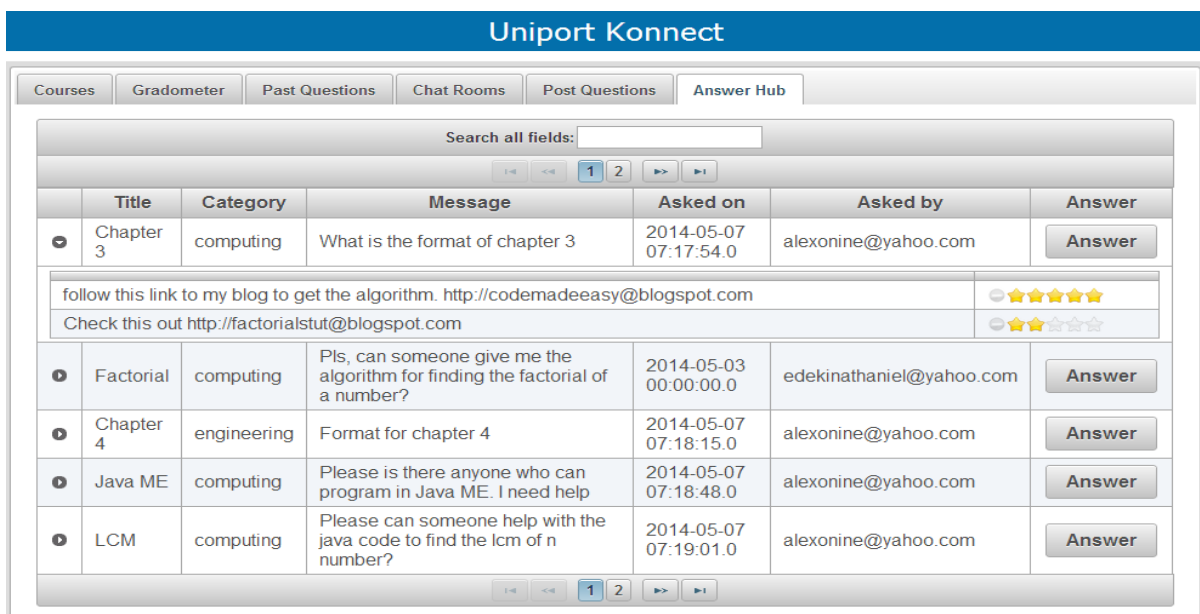 Uniport Konnect
Courses Gradometer Past Questions Chat Rooms Post Questions Answer Hub
Search all fields:
1 2
Title Category Message Asked on Asked by Answer
Chapter 3 computing What is the format of chapter 3 2014-05-07 07:17:54.0 alexonine@yahoo.com Answer
follow this link to my blog to get the algorithm. http://codemadeeasy@blogspot.com
Check this out http://factorialstut@blogspot.com
Factorial computing Pls, can someone give me the algorithm for finding the factorial of a number? 2014-05-03 00:00:00.0 edekinathaniel@yahoo.com Answer
Chapter 4 engineering Format for chapter 4 2014-05-07 07:18:15.0 alexonine@yahoo.com Answer
Java ME computing Please is there anyone who can program in Java ME. I need help 2014-05-07 07:18:48.0 alexonine@yahoo.com Answer
LCM computing Please can someone help with the java code to find the lcm of n number? 2014-05-07 07:19:01.0 alexonine@yahoo.com Answer
1 2